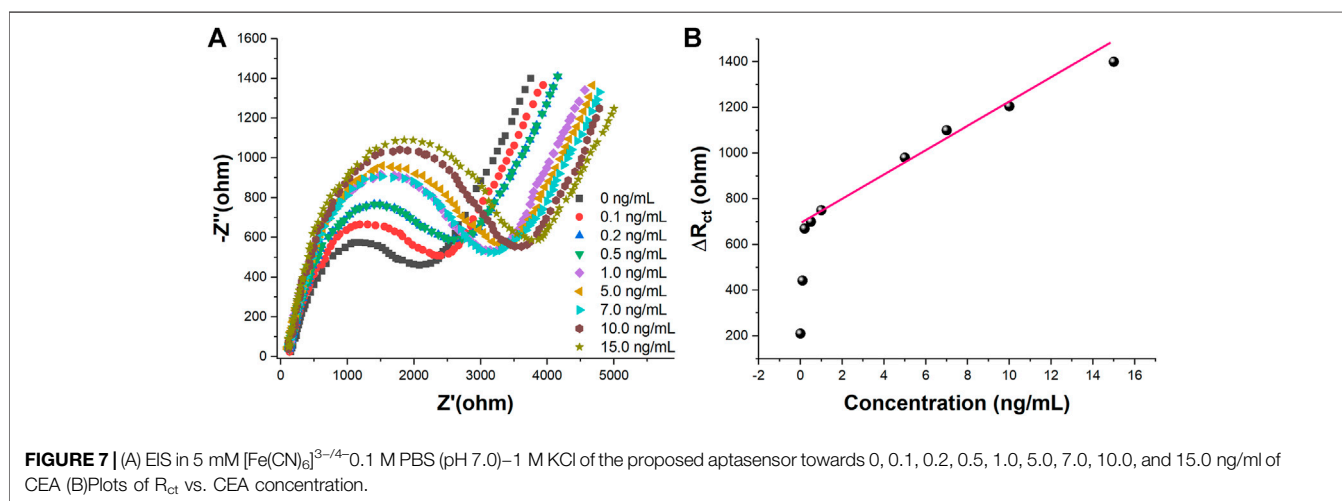 A
-Z''(ohm)
1600
1400
1200
1000
800
600
400
200
0
0
1000
2000
3000
4000
5000
Z'(ohm)
0 ng/mL
0.1 ng/mL
0.2 ng/mL
0.5 ng/mL
1.0 ng/mL
5.0 ng/mL
7.0 ng/mL
10.0 ng/mL
15.0 ng/mL
B
ΔRct (ohm)
1400
1200
1000
800
600
400
200
-2
0
2
4
6
8
10
12
14
16
Concentration (ng/mL)
FIGURE 7 | (A) EIS in 5 mM [Fe(CN)6]3−/4−0.1 M PBS (pH 7.0)–1 M KCl of the proposed aptasensor towards 0, 0.1, 0.2, 0.5, 1.0, 5.0, 7.0, 10.0, and 15.0 ng/ml of
CEA (B)Plots of Rct vs. CEA concentration.